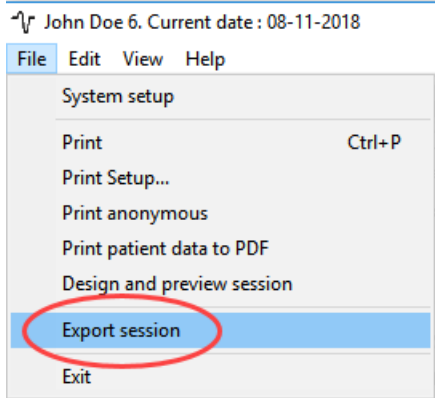 John Doe 6. Current date : 08-11-2018
File Edit View Help
System setup
Print Ctrl+P
Print Setup...
Print anonymous
Print patient data to PDF
Design and preview session
Export session
Exit